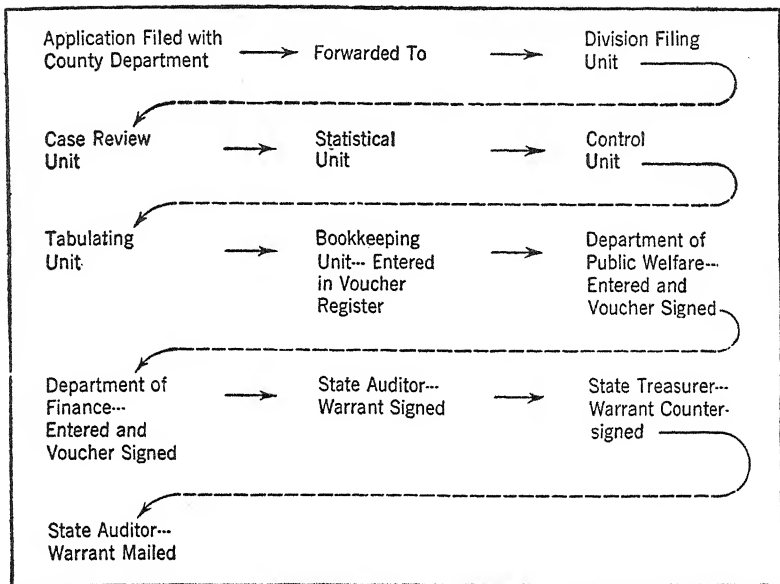 Application Filed with
County Department
Forwarded To
Division Filing
Unit
Case Review
Unit
Statistical
Unit
Control
Unit
Tabulating
Unit
Bookkeeping
Unit--- Entered
in Voucher
Register
Department of
Public Welfare---
Entered and
Voucher Signed
Department of
Finance---
Entered and
Voucher Signed
State Auditor---
Warrant Signed
State Treasurer---
Warrant Counter-
signed
State Auditor---
Warrant Mailed